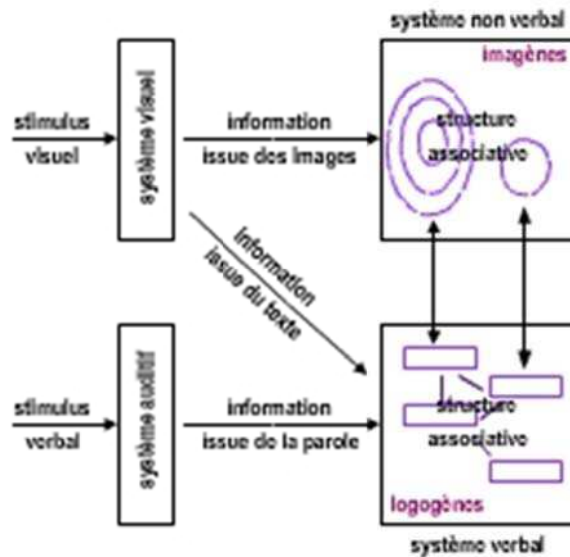 système non verbal
imagènes
stimulus
visuel
système visuel
information
issue des images
structure
associative
information
issue du texte
stimulus
verbal
système auditif
information
issue de la parole
structure
associative
logogènes
système verbal